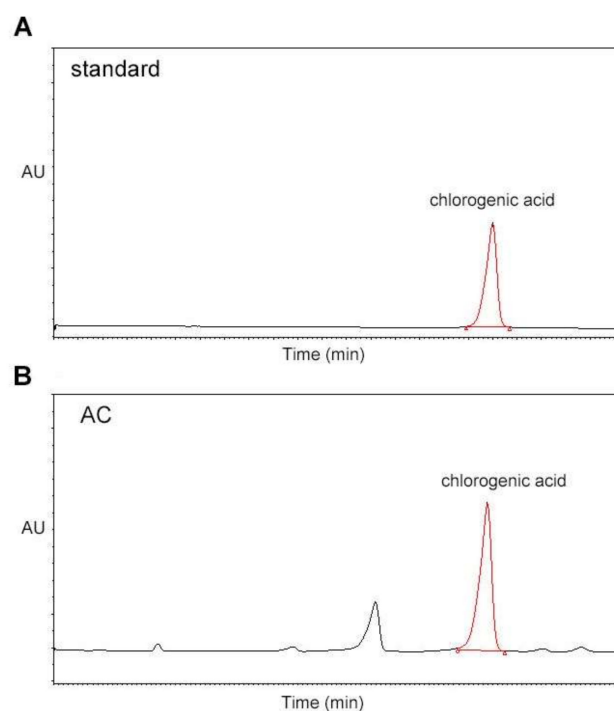 A
standard
AU
chlorogenic acid
Time (min)
B
AC
chlorogenic acid
AU
Time (min)